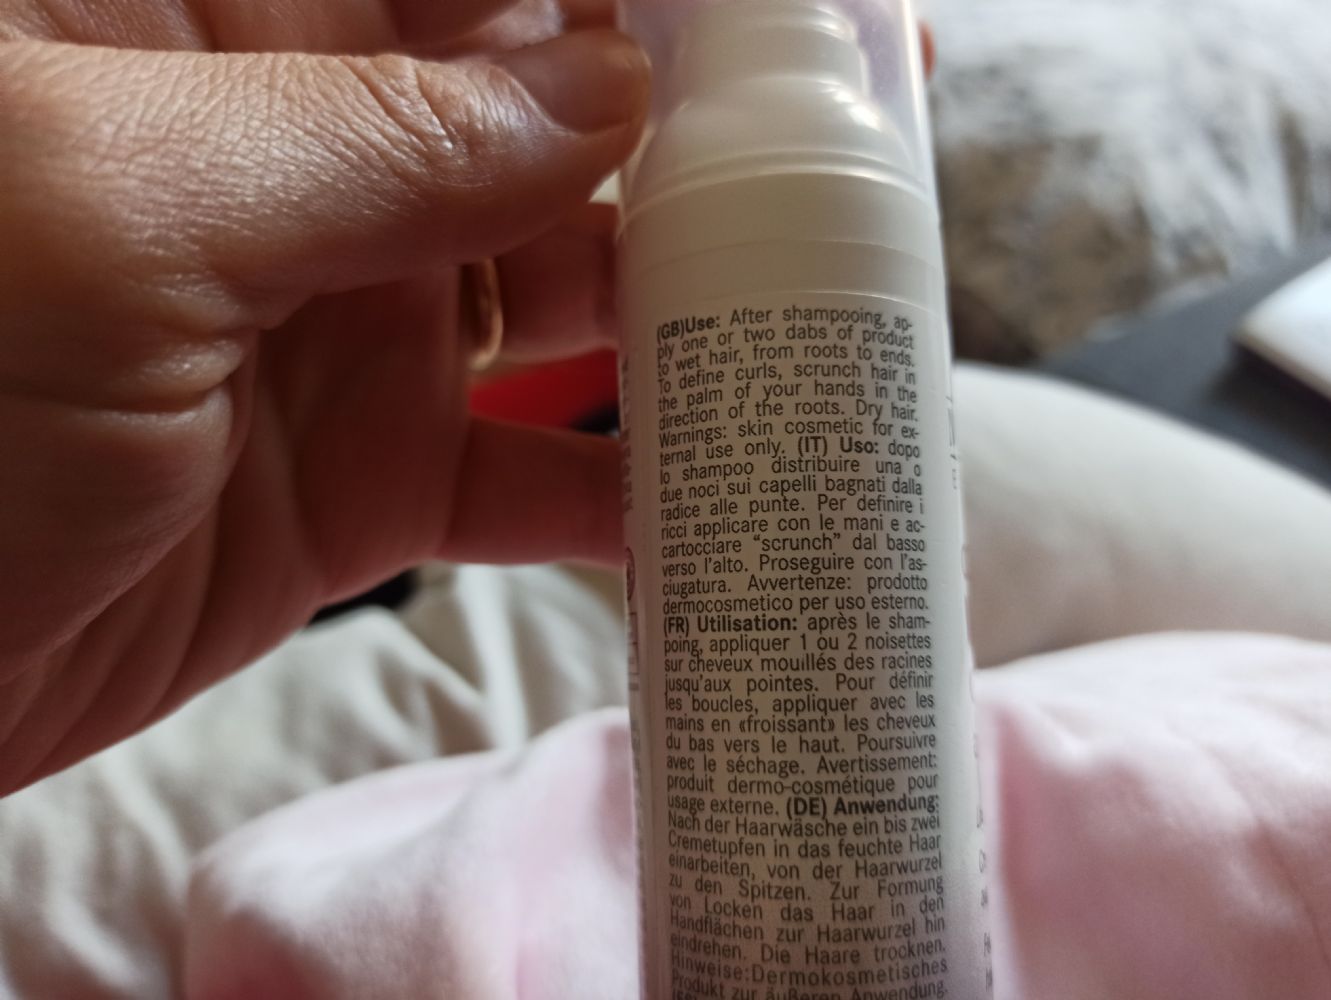 (GB)Use: After shampooing, ap-
ply one or two dabs of product
to wet hair, from roots to ends.
To define curls, scrunch hair in
the palm of your hands in the
direction of the roots. Dry hair.
Warnings: skin cosmetic for ex-
ternal use only. (IT) Uso: dopo
lo shampoo distribuire una o
due noci sui capelli bagnati dalla
radice alle punte. Per definire i
ricci applicare con le mani e ac-
cartocciare “scrunch” dal basso
verso l'alto. Proseguire con l'as-
ciugatura. Avvertenze: prodotto
dermocosmetico per uso esterno.
(FR) Utilisation: après le sham-
poing, appliquer 1 ou 2 noisettes
sur cheveux mouillés des racines
jusqu'aux pointes. Pour définir
les boucles, appliquer avec les
mains en «froissant» les cheveux
du bas vers le haut. Poursuivre
avec le séchage. Avertissement:
produit dermo-cosmétique pour
usage externe. (DE) Anwendung:
Nach der Haarwäsche ein bis zwei
Cremetupfen in das feuchte Haar
einarbeiten, von der Haarwurzel
zu den Spitzen. Zur Formung
von Locken das Haar in den
Handflächen zur Haarwurzel hin
eindrehen. Die Haare trocknen.
Hinweise:Dermokosmetisches
Produkt zur äußeren Anwendung.